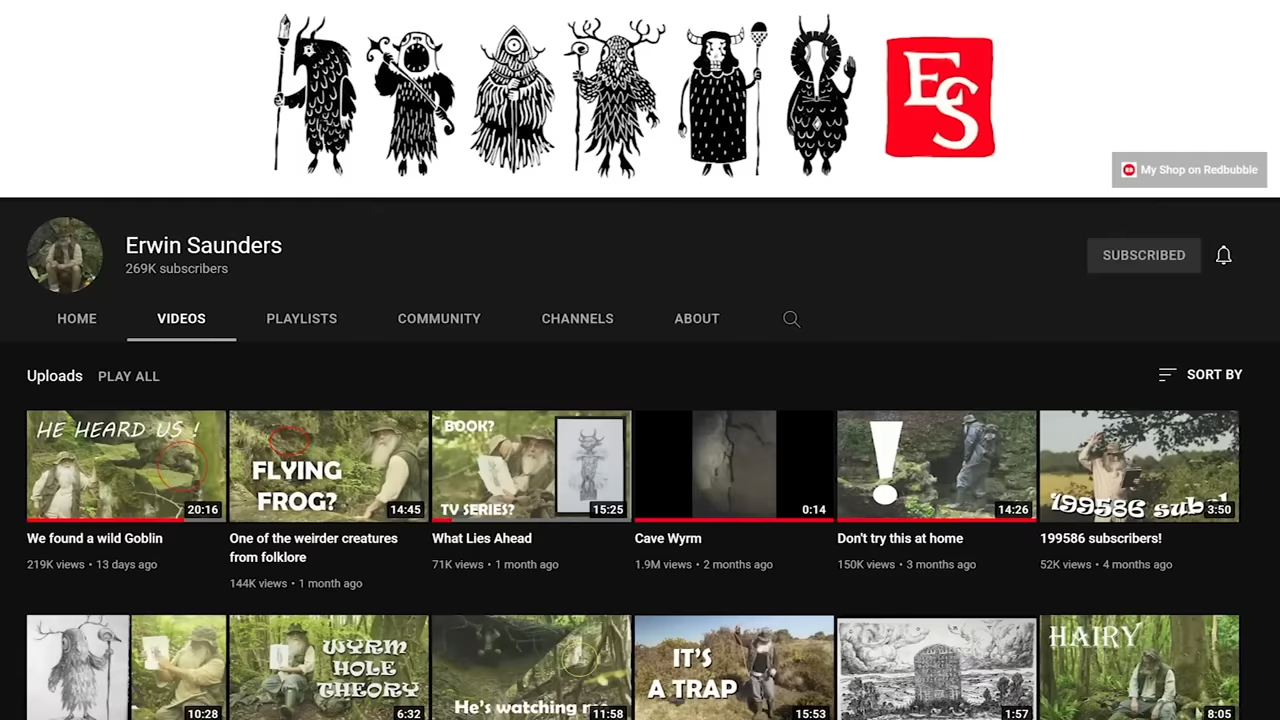 ES
My Shop on Redbubble
Erwin Saunders
269K subscribers
SUBSCRIBED
HOME VIDEOS PLAYLISTS COMMUNITY CHANNELS ABOUT
Uploads PLAY ALL SORT BY
HE HEARD US !
20:16
FLYING
FROG?
14:45
BOOK?
TV SERIES?
15:25
0:14
!
14:26
199586 sub
3:50
We found a wild Goblin
219K views • 13 days ago
One of the weirder creatures
from folklore
144K views • 1 month ago
What Lies Ahead
71K views • 1 month ago
Cave Wyrm
1.9M views • 2 months ago
Don't try this at home
150K views • 3 months ago
199586 subscribers!
52K views • 4 months ago
10:28
WYRM
HOLE
THEORY
6:32
He's watching
11:58
IT'S
A TRAP
15:53
1:57
HAIRY
8:05